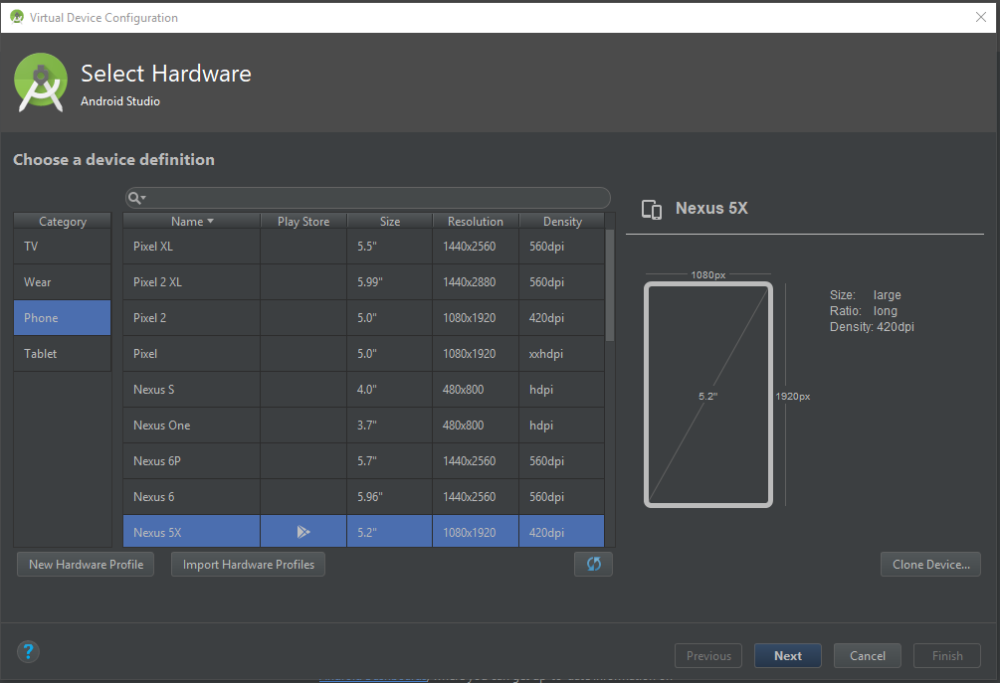 Virtual Device Configuration
Select Hardware
Android Studio
Choose a device definition
Category
TV
Wear
Phone
Tablet
Name Play Store Size Resolution Density
Pixel XL 5.5" 1440x2560 560dpi
Pixel 2 XL 5.99" 1440x2880 560dpi
Pixel 2 5.0" 1080x1920 420dpi
Pixel 5.0" 1080x1920 xxhdpi
Nexus S 4.0" 480x800 hdpi
Nexus One 3.7" 480x800 hdpi
Nexus 6P 5.7" 1440x2560 560dpi
Nexus 6 5.96" 1440x2560 560dpi
Nexus 5X 5.2" 1080x1920 420dpi
New Hardware Profile Import Hardware Profiles
Nexus 5X
1080px
5.2"
1920px
Size: large
Ratio: long
Density: 420dpi
Clone Device...
?
Previous Next Cancel Finish